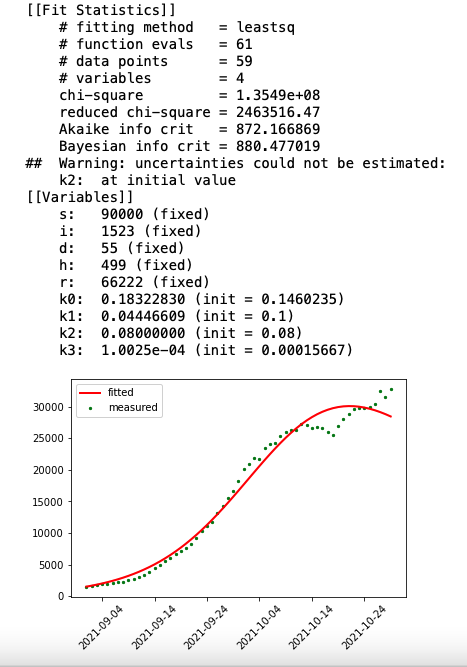 [[Fit Statistics]]
# fitting method = leastsq
# function evals = 61
# data points = 59
# variables = 4
chi-square = 1.3549e+08
reduced chi-square = 2463516.47
Akaike info crit = 872.166869
Bayesian info crit = 880.477019
## Warning: uncertainties could not be estimated:
k2: at initial value
[[Variables]]
s: 90000 (fixed)
i: 1523 (fixed)
d: 55 (fixed)
h: 499 (fixed)
r: 66222 (fixed)
k0: 0.18322830 (init = 0.1460235)
k1: 0.04446609 (init = 0.1)
k2: 0.08000000 (init = 0.08)
k3: 1.0025e-04 (init = 0.00015667)
fitted
measured
30000
25000
20000
15000
10000
5000
0
2021-09-04
2021-09-14
2021-09-24
2021-10-04
2021-10-14
2021-10-24